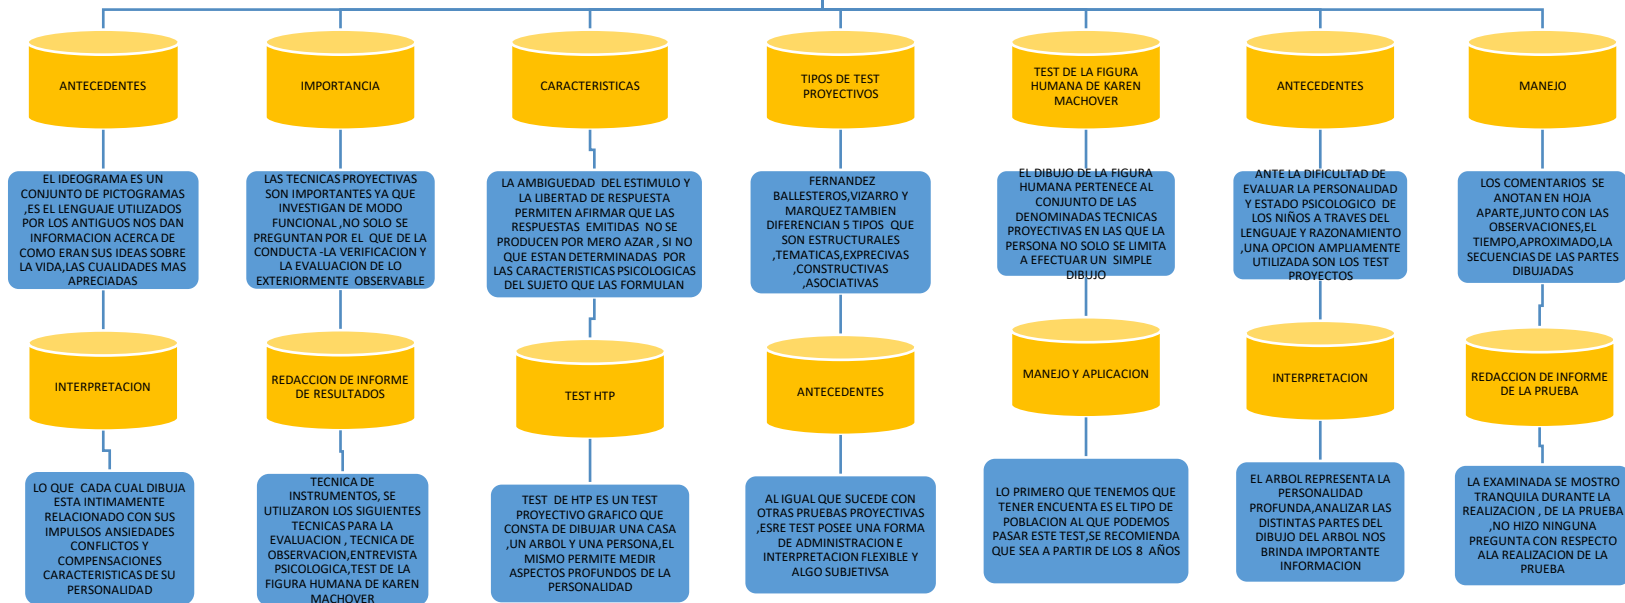 ANTECEDENTES
IMPORTANCIA
CARACTERISTICAS
TIPOS DE TEST
PROYECTIVOS
TEST DE LA FIGURA
HUMANA DE KAREN
MACHOVER
ANTECEDENTES
MANEJO
EL IDEOGRAMA ES UN
CONJUNTO DE PICTOGRAMAS
,ES EL LENGUAJE UTILIZADOS
POR LOS ANTIGUOS NOS DAN
INFORMACION ACERCA DE
COMO ERAN SUS IDEAS SOBRE
LA VIDA,LAS CUALIDADES MAS
APRECIADAS
LAS TECNICAS PROYECTIVAS
SON IMPORTANTES YA QUE
INVESTIGAN DE MODO
FUNCIONAL ,NO SOLO SE
PREGUNTAN POR EL QUE DE LA
CONDUCTA -LA VERIFICACION Y
LA EVALUACION DE LO
EXTERIORMENTE OBSERVABLE
LA AMBIGUEDAD DEL ESTIMULO Y
LA LIBERTAD DE RESPUESTA
PERMITEN AFIRMAR QUE LAS
RESPUESTAS EMITIDAS NO SE
PRODUCEN POR MERO AZAR , SI NO
QUE ESTAN DETERMINADAS POR
LAS CARACTERISTICAS PSICOLOGICAS
DEL SUJETO QUE LAS FORMULAN
FERNANDEZ
BALLESTEROS,VIZARRO Y
MARQUEZ TAMBIEN
DIFERENCIAN 5 TIPOS QUE
SON ESTRUCTURALES
,TEMATICAS,EXPRECIVAS
,CONSTRUCTIVAS
,ASOCIATIVAS
EL DIBUJO DE LA FIGURA
HUMANA PERTENECE AL
CONJUNTO DE LAS
DENOMINADAS TECNICAS
PROYECTIVAS EN LAS QUE LA
PERSONA NO SOLO SE LIMITA
A EFECTUAR UN SIMPLE
DIBUJO
ANTE LA DIFICULTAD DE
EVALUAR LA PERSONALIDAD
Y ESTADO PSICOLOGICO DE
LOS NIÑOS A TRAVES DEL
LENGUAJE Y RAZONAMIENTO
,UNA OPCION AMPLIAMENTE
UTILIZADA SON LOS TEST
PROYECTOS
LOS COMENTARIOS SE
ANOTAN EN HOJA
APARTE,JUNTO CON LAS
OBSERVACIONES,EL
TIEMPO,APROXIMADO,LA
SECUENCIAS DE LAS PARTES
DIBUJADAS
INTERPRETACION
REDACCION DE INFORME
DE RESULTADOS
TEST HTP
ANTECEDENTES
MANEJO Y APLICACION
INTERPRETACION
REDACCION DE INFORME
DE LA PRUEBA
LO QUE CADA CUAL DIBUJA
ESTA INTIMAMENTE
RELACIONADO CON SUS
IMPULSOS ANSIEDADES
CONFLICTOS Y
COMPENSACIONES
CARACTERISTICAS DE SU
PERSONALIDAD
TECNICA DE
INSTRUMENTOS, SE
UTILIZARON LOS SIGUIENTES
TECNICAS PARA LA
EVALUACION , TECNICA DE
OBSERVACION,ENTREVISTA
PSICOLOGICA,TEST DE LA
FIGURA HUMANA DE KAREN
MACHOVER
TEST DE HTP ES UN TEST
PROYECTIVO GRAFICO QUE
CONSTA DE DIBUJAR UNA CASA
,UN ARBOL Y UNA PERSONA,EL
MISMO PERMITE MEDIR
ASPECTOS PROFUNDOS DE LA
PERSONALIDAD
AL IGUAL QUE SUCEDE CON
OTRAS PRUEBAS PROYECTIVAS
,ESRE TEST POSEE UNA FORMA
DE ADMINISTRACION E
INTERPRETACION FLEXIBLE Y
ALGO SUBJETIVSA
LO PRIMERO QUE TENEMOS QUE
TENER ENCUENTA ES EL TIPO DE
POBLACION AL QUE PODEMOS
PASAR ESTE TEST,SE RECOMIENDA
QUE SEA A PARTIR DE LOS 8 AÑOS
EL ARBOL REPRESENTA LA
PERSONALIDAD
PROFUNDA,ANALIZAR LAS
DISTINTAS PARTES DEL
DIBUJO DEL ARBOL NOS
BRINDA IMPORTANTE
INFORMACION
LA EXAMINADA SE MOSTRO
TRANQUILA DURANTE LA
REALIZACION , DE LA PRUEBA
,NO HIZO NINGUNA
PREGUNTA CON RESPECTO
ALA REALIZACION DE LA
PRUEBA